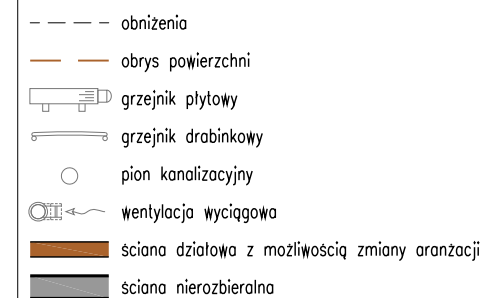 obniżenia
obrys powierzchni
grzejnik płytowy
grzejnik drabinkowy
pion kanalizacyjny
wentylacja wyciągowa
ściana działowa z możliwością zmiany aranżacji
ściana nierozbieralna